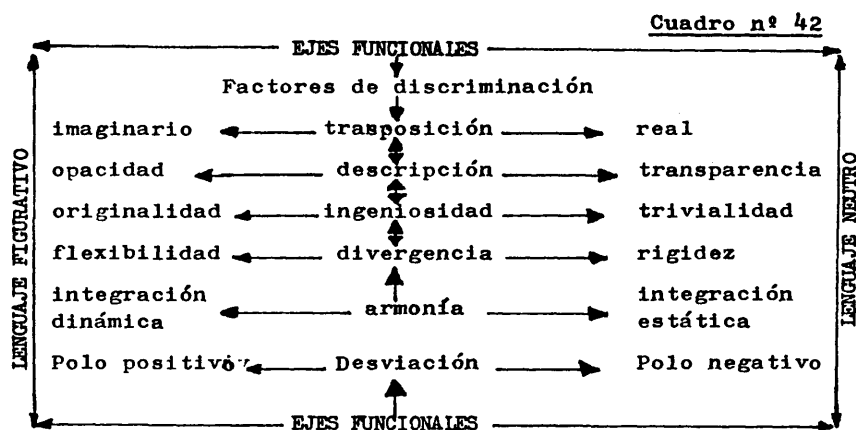 Cuadro nº 42
EJES FUNCIONALES
Factores de discriminación
imaginario trasposición real
opacidad descripción transparencia
originalidad ingeniosidad trivialidad
flexibilidad divergencia rigidez
integración dinámica armonía integración estática
Polo positivo Desviación Polo negativo
EJES FUNCIONALES
LENGUAJE FIGURATIVO
LENGUAJE NEUTRO